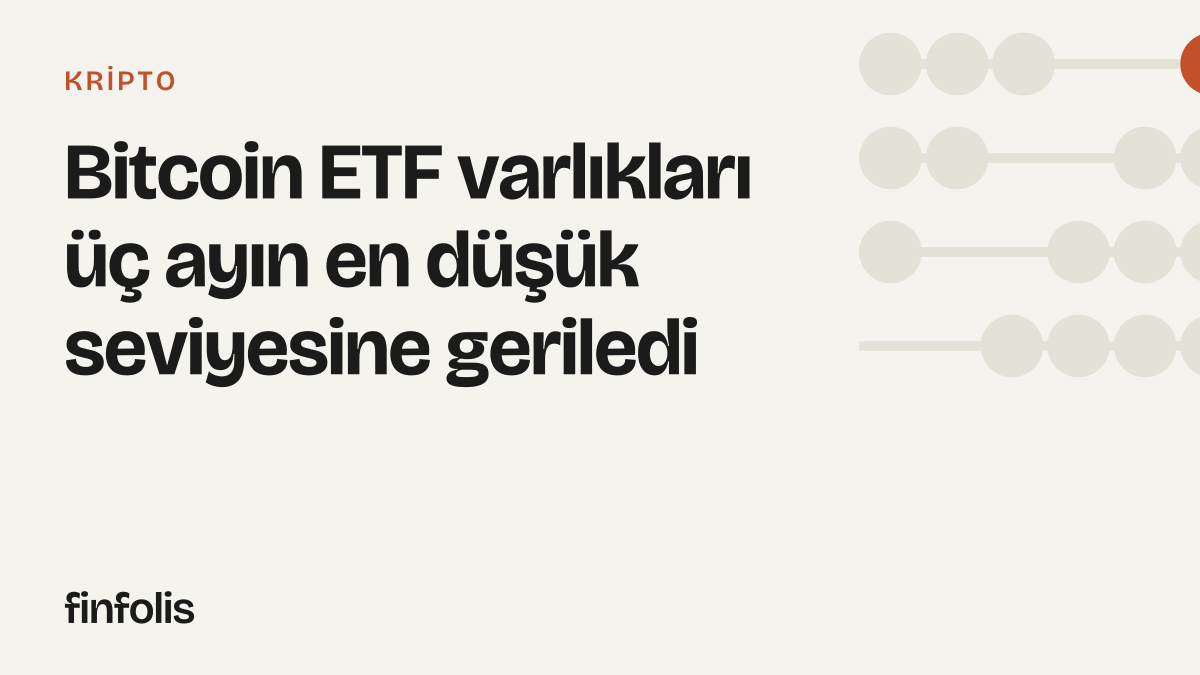 KRİPTO
Bitcoin ETF varlıkları
üç ayın en düşük
seviyesine geriledi
finfolis